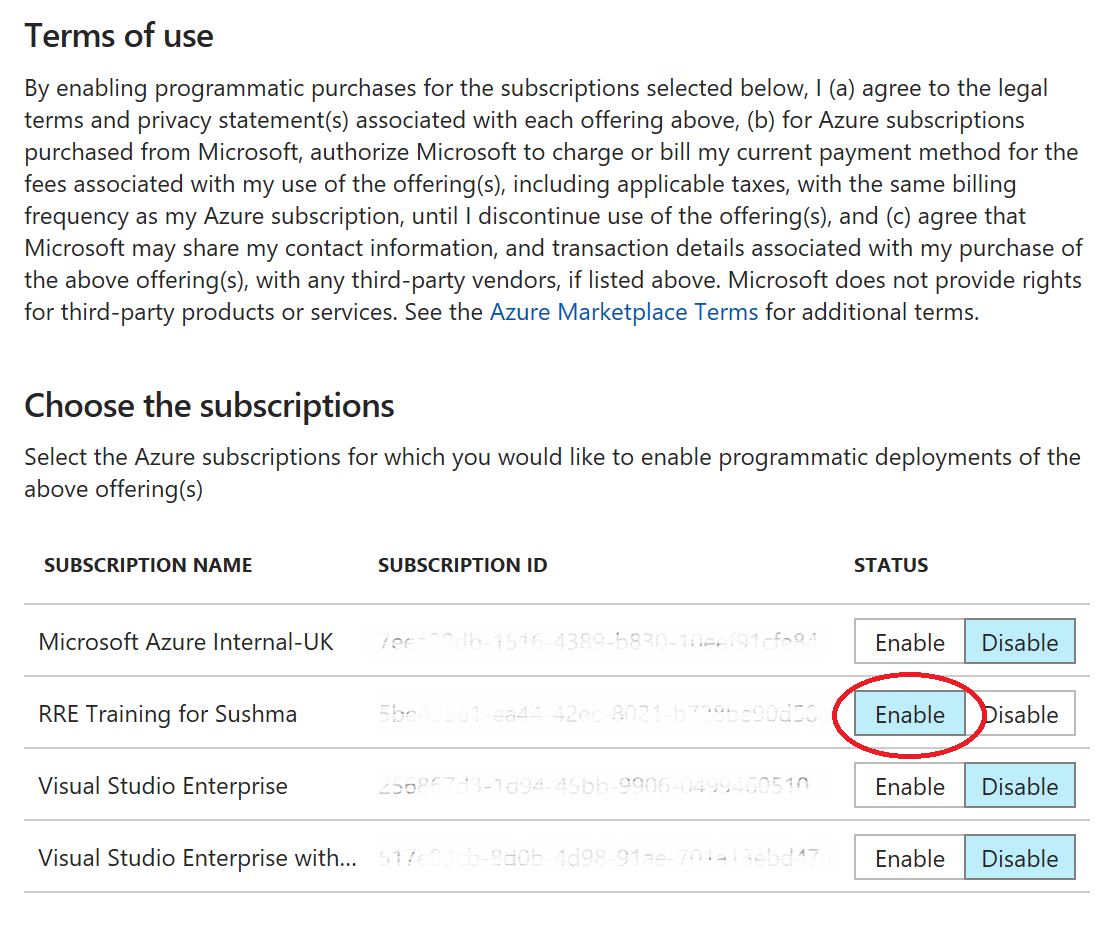 Terms of use
By enabling programmatic purchases for the subscriptions selected below, I (a) agree to the legal
terms and privacy statement(s) associated with each offering above, (b) for Azure subscriptions
purchased from Microsoft, authorize Microsoft to charge or bill my current payment method for the
fees associated with my use of the offering(s), including applicable taxes, with the same billing
frequency as my Azure subscription, until I discontinue use of the offering(s), and (c) agree that
Microsoft may share my contact information, and transaction details associated with my purchase of
the above offering(s), with any third-party vendors, if listed above. Microsoft does not provide rights
for third-party products or services. See the Azure Marketplace Terms for additional terms.
Choose the subscriptions
Select the Azure subscriptions for which you would like to enable programmatic deployments of the
above offering(s)
SUBSCRIPTION NAME SUBSCRIPTION ID STATUS
Microsoft Azure Internal-UK Enable Disable
RRE Training for Sushma Enable Disable
Visual Studio Enterprise Enable Disable
Visual Studio Enterprise with... Enable Disable